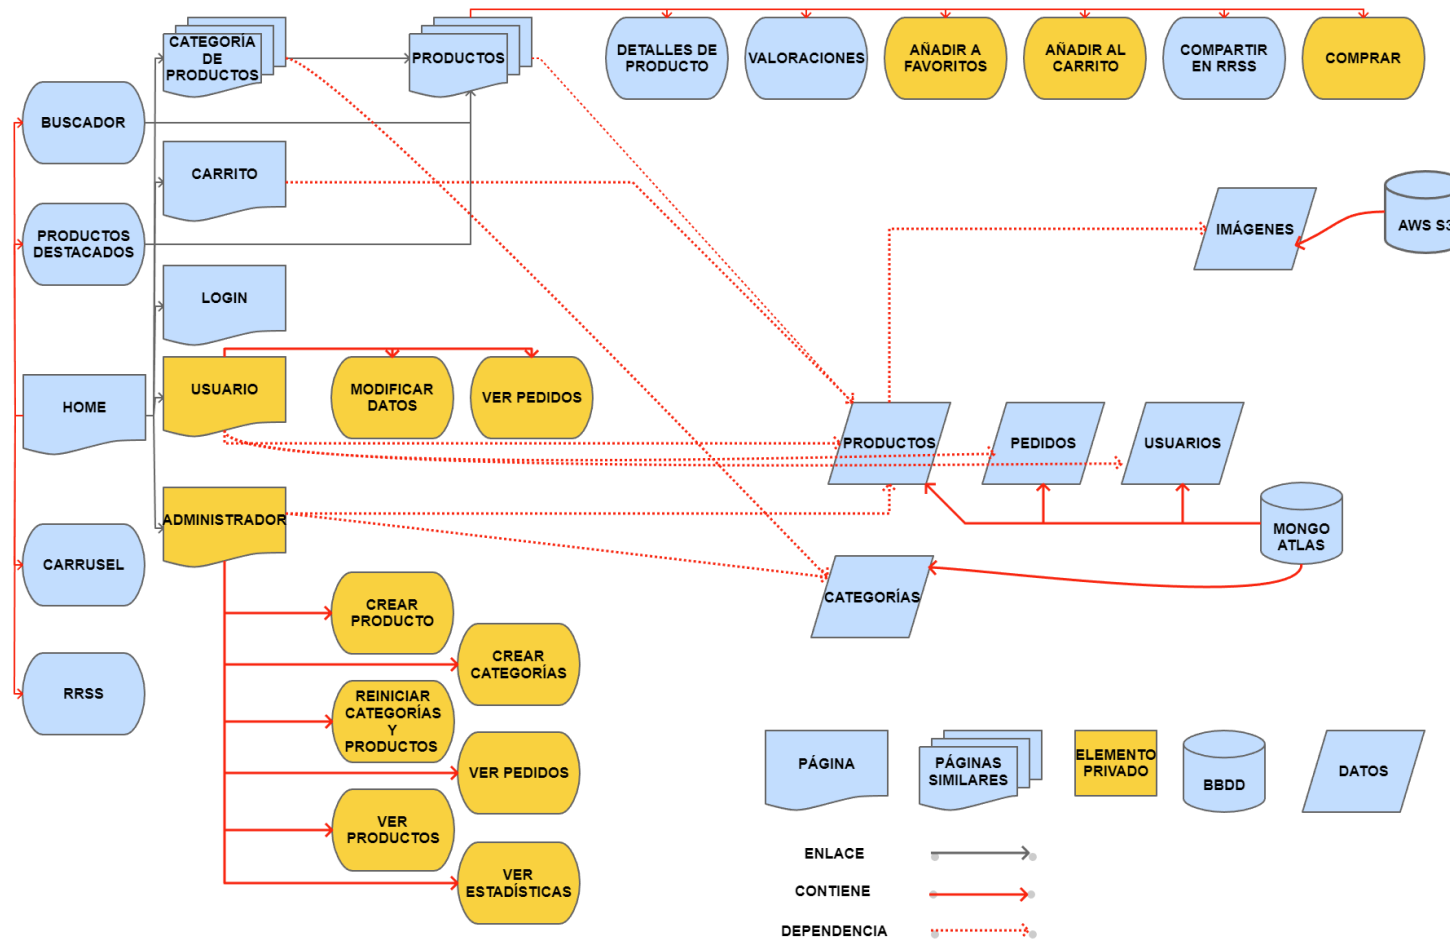 CATEGORÍA
DE
PRODUCTOS
PRODUCTOS
DETALLES DE
PRODUCTO
VALORACIONES
AÑADIR A
FAVORITOS
AÑADIR AL
CARRITO
COMPARTIR
EN RRSS
COMPRAR
BUSCADOR
CARRITO
PRODUCTOS
DESTACADOS
IMÁGENES
AWS S3
LOGIN
USUARIO
MODIFICAR
DATOS
VER PEDIDOS
HOME
PRODUCTOS
PEDIDOS
USUARIOS
ADMINISTRADOR
MONGO
ATLAS
CARRUSEL
CATEGORÍAS
CREAR
PRODUCTO
CREAR
CATEGORÍAS
RRSS
REINICIAR
CATEGORÍAS
Y
PRODUCTOS
VER PEDIDOS
VER
PRODUCTOS
VER
ESTADÍSTICAS
PÁGINA
PÁGINAS
SIMILARES
ELEMENTO
PRIVADO
BBDD
DATOS
ENLACE
CONTIENE
DEPENDENCIA